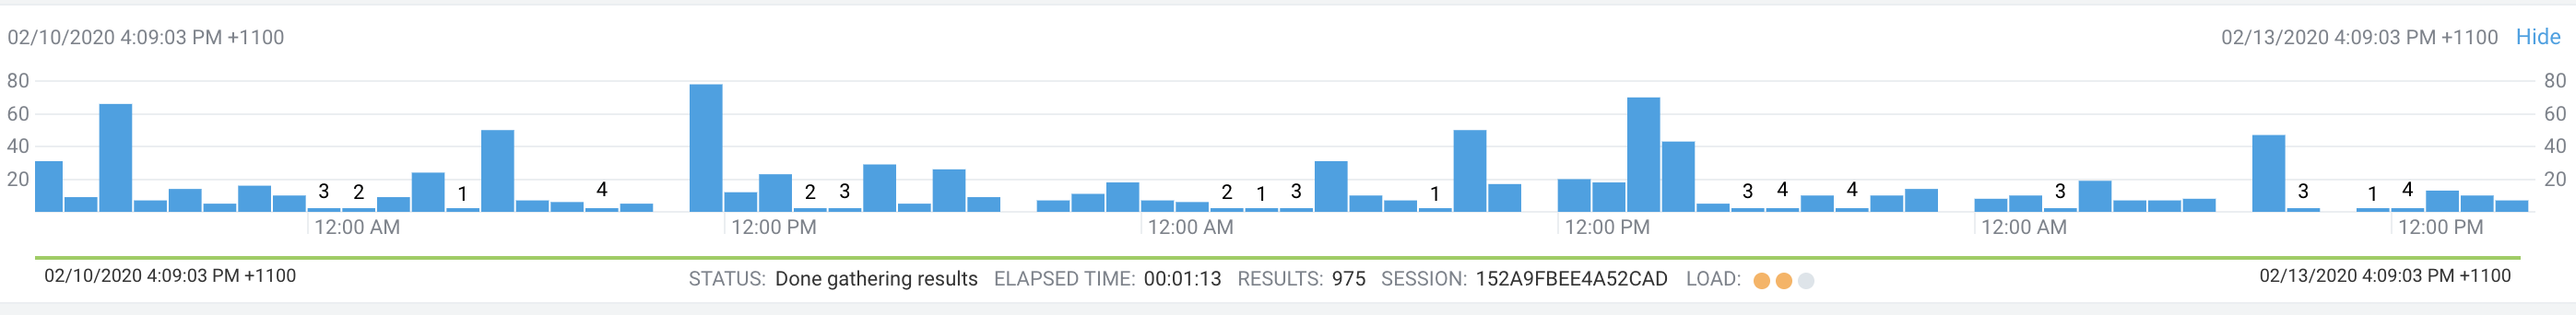 02/10/2020 4:09:03 PM +1100 02/13/2020 4:09:03 PM +1100 Hide
80 80
60 60
40 40
20 20
3 2 1 4 2 3 2 1 3 1 3 4 4 3 3 1 4
12:00 AM 12:00 PM 12:00 AM 12:00 PM 12:00 AM 12:00 PM
02/10/2020 4:09:03 PM +1100 STATUS: Done gathering results ELAPSED TIME: 00:01:13 RESULTS: 975 SESSION: 152A9FBEE4A52CAD LOAD: 02/13/2020 4:09:03 PM +1100